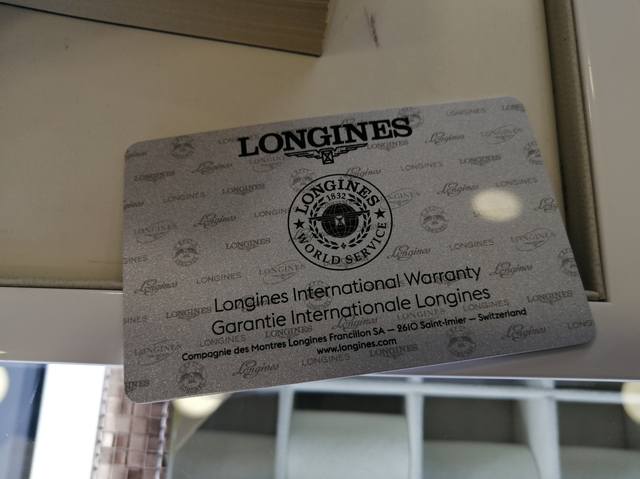 LONGINES
LONGINES
1832
WORLD SERVICE
Longines International Warranty
Garantie Internationale Longines
Compagnie des Montres Longines Francillon SA — 2610 Saint-Imier — Switzerland
www.longines.com